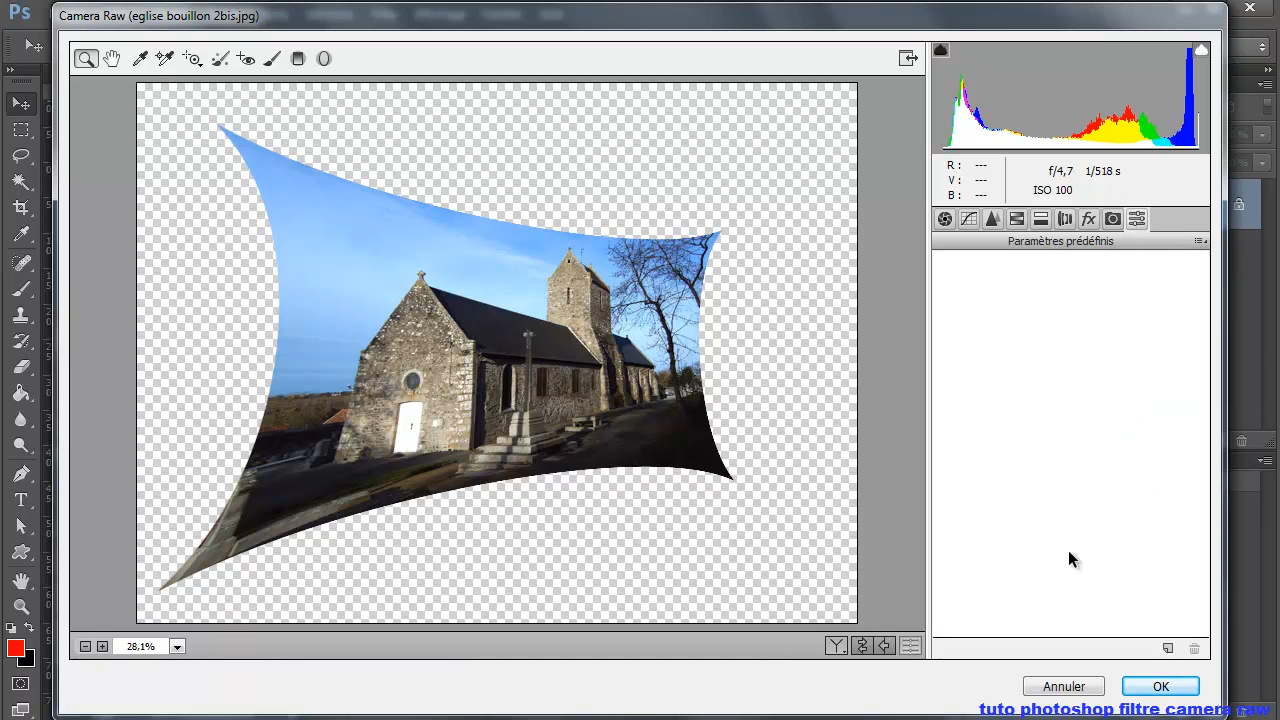 Ps
Camera Raw (eglise bouillon 2bis.jpg)
R : ---
V : ---
B : ---
f/4,7 1/518 s
ISO 100
fx
Paramètres prédéfinis
T
28,1%
Y
Annuler
OK
tuto photoshop filtre camera raw